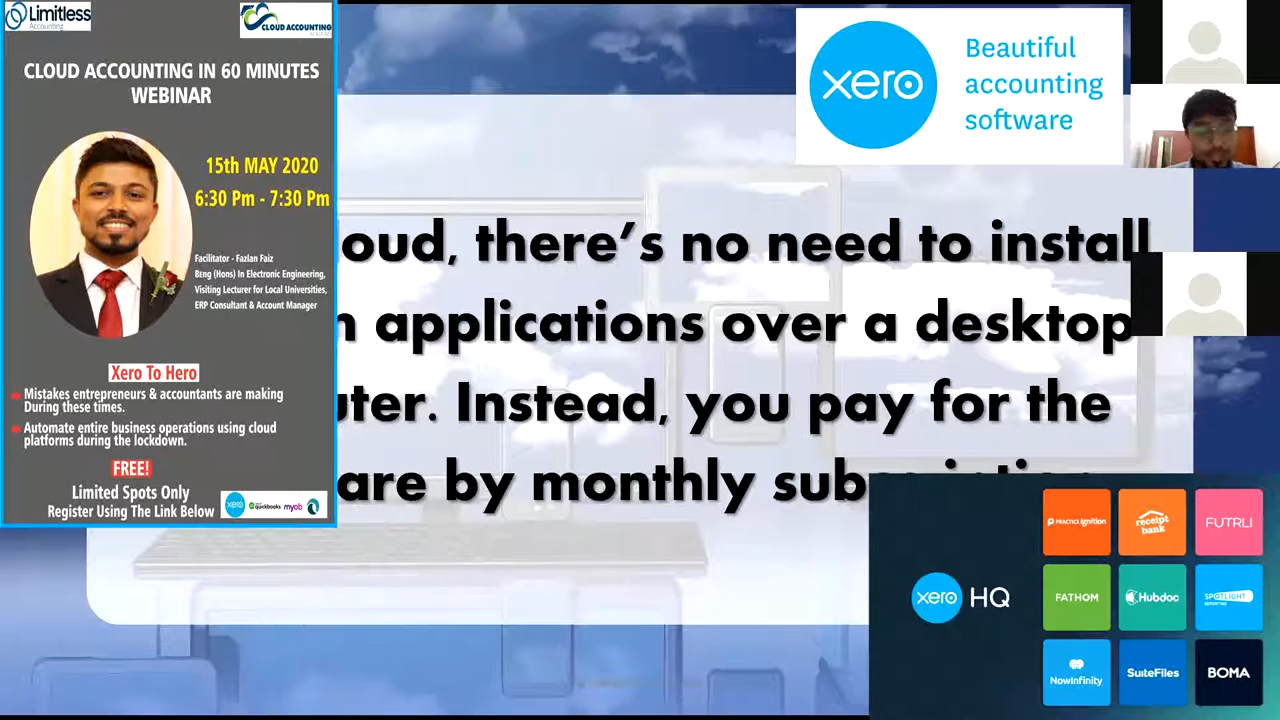 Limitless
Accounting
CLOUD ACCOUNTING
CLOUD ACCOUNTING IN 60 MINUTES
WEBINAR
15th MAY 2020
6:30 Pm - 7:30 Pm
Facilitator - Fazlan Faiz
Beng (Hons) In Electronic Engineering,
Visiting Lecturer for Local Universities,
ERP Consultant & Account Manager
Xero To Hero
Mistakes entrepreneurs & accountants are making
During these times.
Automate entire business operations using cloud
platforms during the lockdown.
FREE!
Limited Spots Only
Register Using The Link Below
xero
quickbooks
myob
xero
Beautiful
accounting
software
loud, there's no need to install
n applications over a desktop
uter. Instead, you pay for the
are by monthly subscription
xero HQ
PRACTICE ignition
receipt
bank
FUTRLI
FATHOM
Hubdoc
SPOTLIGHT
REPORTING
NowInfinity
SuiteFiles
BOMA